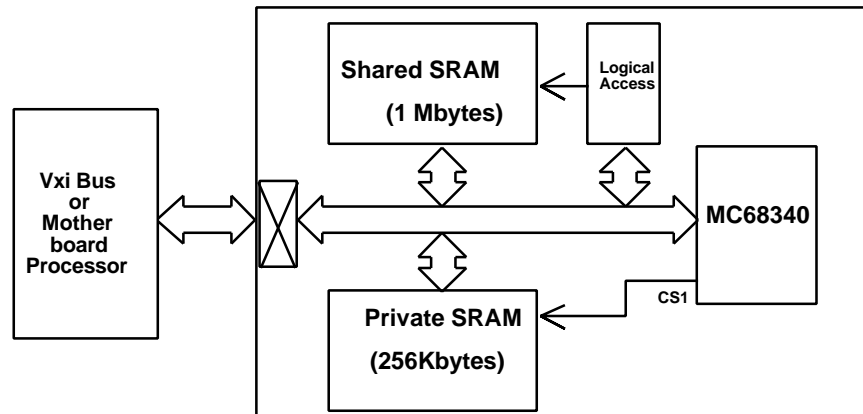 Shared SRAM
(1 Mbytes)
Logical
Access
Vxi Bus
or
Mother
board
Processor
MC68340
CS1
Private SRAM
(256Kbytes)